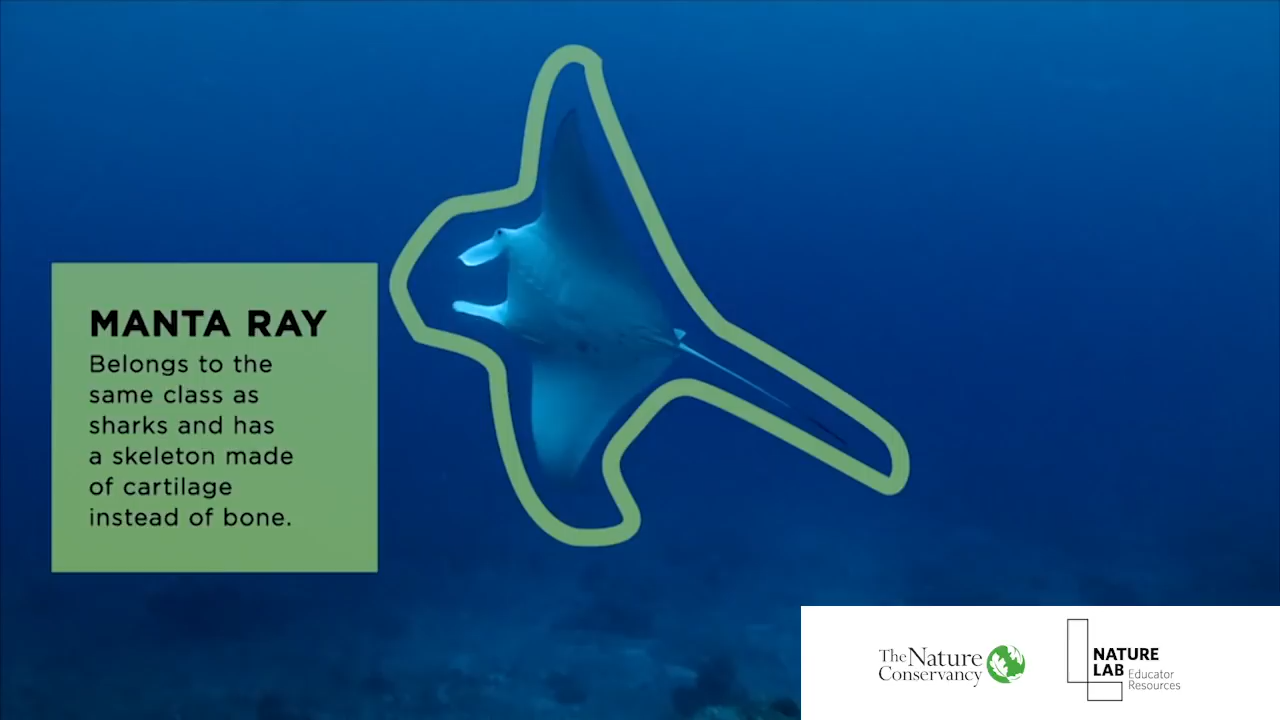 MANTA RAY
Belongs to the
same class as
sharks and has
a skeleton made
of cartilage
instead of bone.
The Nature
Conservancy
NATURE
LAB Educator
Resources